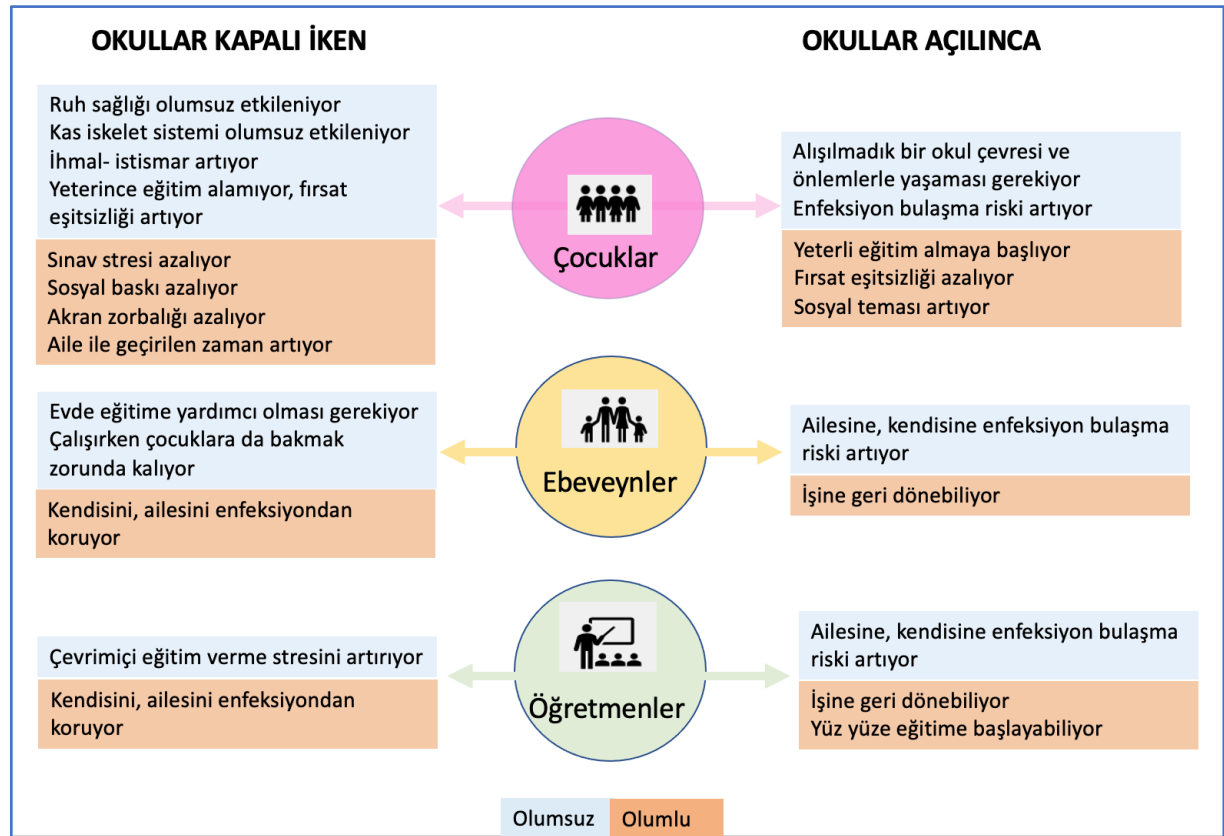 OKULLAR KAPALI İKEN
OKULLAR AÇILINCA
Ruh sağlığı olumsuz etkileniyor
Kas iskelet sistemi olumsuz etkileniyor
İhmal- istismar artıyor
Yeterince eğitim alamıyor, fırsat
eşitsizliği artıyor
Sınav stresi azalıyor
Sosyal baskı azalıyor
Akran zorbalığı azalıyor
Aile ile geçirilen zaman artıyor
Çocuklar
Alışılmadık bir okul çevresi ve
önlemlerle yaşaması gerekiyor
Enfeksiyon bulaşma riski artıyor
Yeterli eğitim almaya başlıyor
Fırsat eşitsizliği azalıyor
Sosyal teması artıyor
Evde eğitime yardımcı olması gerekiyor
Çalışırken çocuklara da bakmak
zorunda kalıyor
Kendisini, ailesini enfeksiyondan
koruyor
Ebeveynler
Ailesine, kendisine enfeksiyon bulaşma
riski artıyor
İşine geri dönebiliyor
Çevrimiçi eğitim verme stresini artırıyor
Kendisini, ailesini enfeksiyondan
koruyor
Öğretmenler
Ailesine, kendisine enfeksiyon bulaşma
riski artıyor
İşine geri dönebiliyor
Yüz yüze eğitime başlayabiliyor
Olumsuz
Olumlu